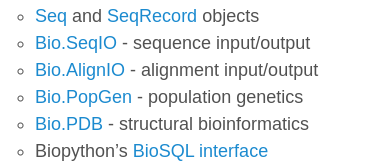 Seq and SeqRecord objects
Bio.SeqIO - sequence input/output
Bio.AlignIO - alignment input/output
Bio.PopGen - population genetics
Bio.PDB - structural bioinformatics
Biopython’s BioSQL interface